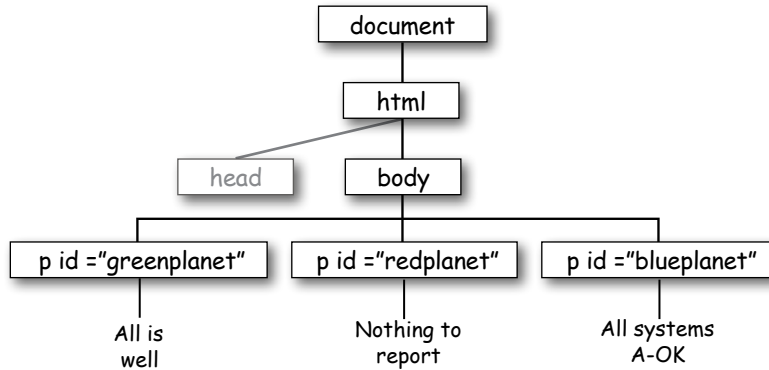 document
html
head
body
p id ="greenplanet"
p id ="redplanet"
p id ="blueplanet"
All is
well
Nothing to
report
All systems
A-OK